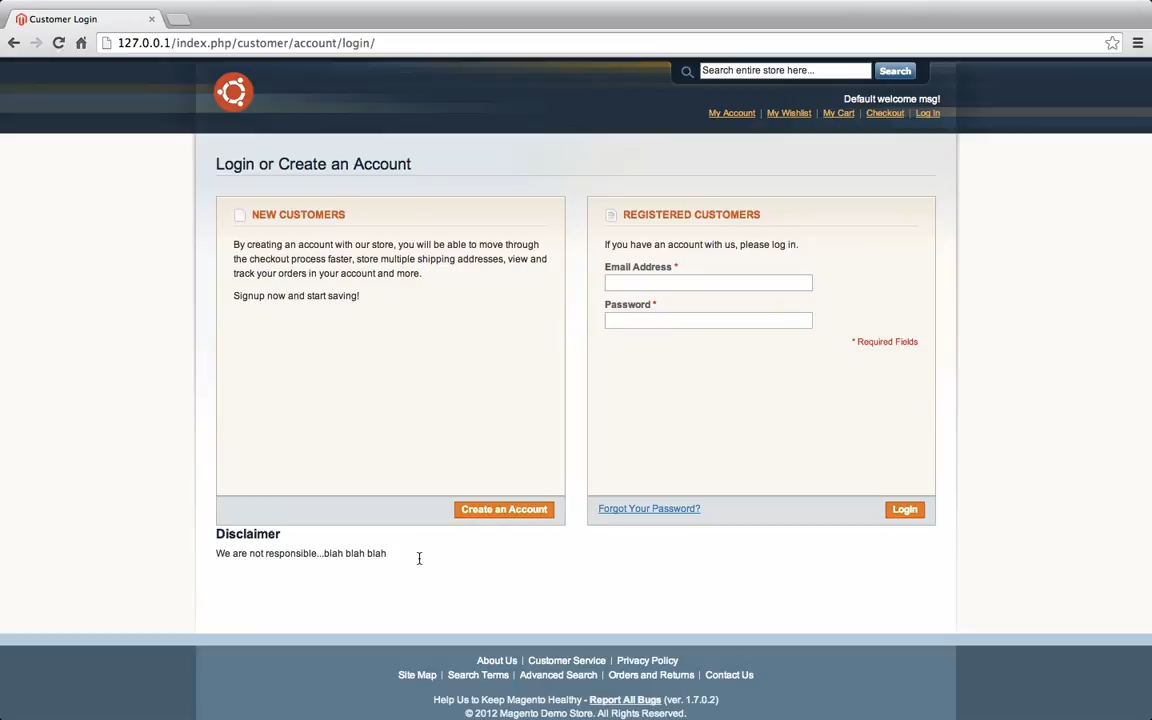 Customer Login
127.0.0.1/index.php/customer/account/login/
Search entire store here...
Search
Default welcome msg!
My Account | My Wishlist | My Cart | Checkout | Log In
Login or Create an Account
NEW CUSTOMERS
By creating an account with our store, you will be able to move through
the checkout process faster, store multiple shipping addresses, view and
track your orders in your account and more.
Signup now and start saving!
Create an Account
REGISTERED CUSTOMERS
If you have an account with us, please log in.
Email Address *
Password *
* Required Fields
Forgot Your Password?
Login
Disclaimer
We are not responsible...blah blah blah
About Us | Customer Service | Privacy Policy
Site Map | Search Terms | Advanced Search | Orders and Returns | Contact Us
Help Us to Keep Magento Healthy - Report All Bugs (ver. 1.7.0.2)
© 2012 Magento Demo Store. All Rights Reserved.